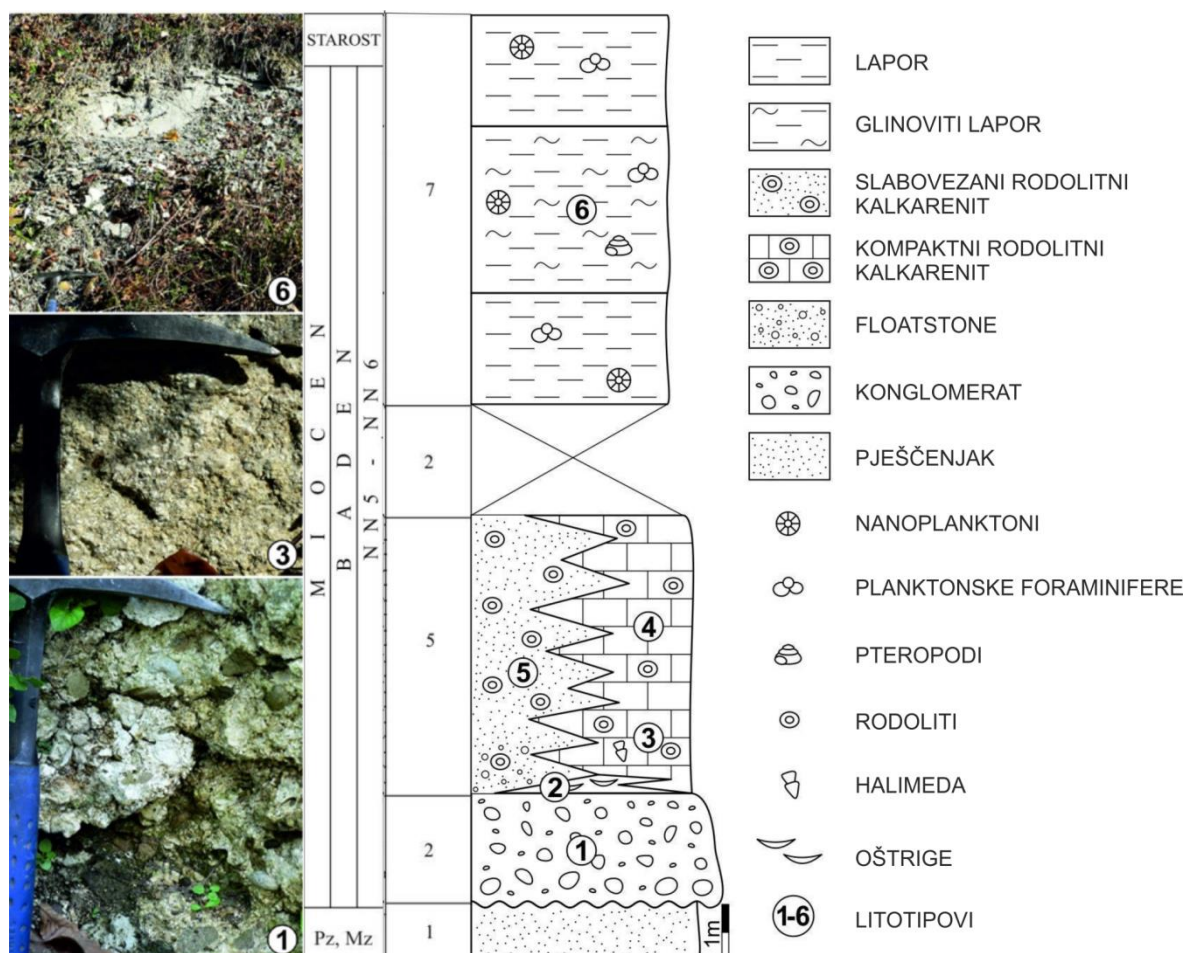 STAROST
MIOCEN
BADEN
NN5 - NN6
Pz, Mz
7
2
5
2
1
6
5
4
3
2
1
1m
6
3
1
LAPOR
GLINOVITI LAPOR
SLABOVEZANI RODOLITNI
KALKARENIT
KOMPAKTNI RODOLITNI
KALKARENIT
FLOATSTONE
KONGLOMERAT
PJEŠČENJAK
NANOPLANKTONI
PLANKTONSKE FORAMINIFERE
PTEROPODI
RODOLITI
HALIMEDA
OŠTRIGE
1-6 LITOTIPOVI